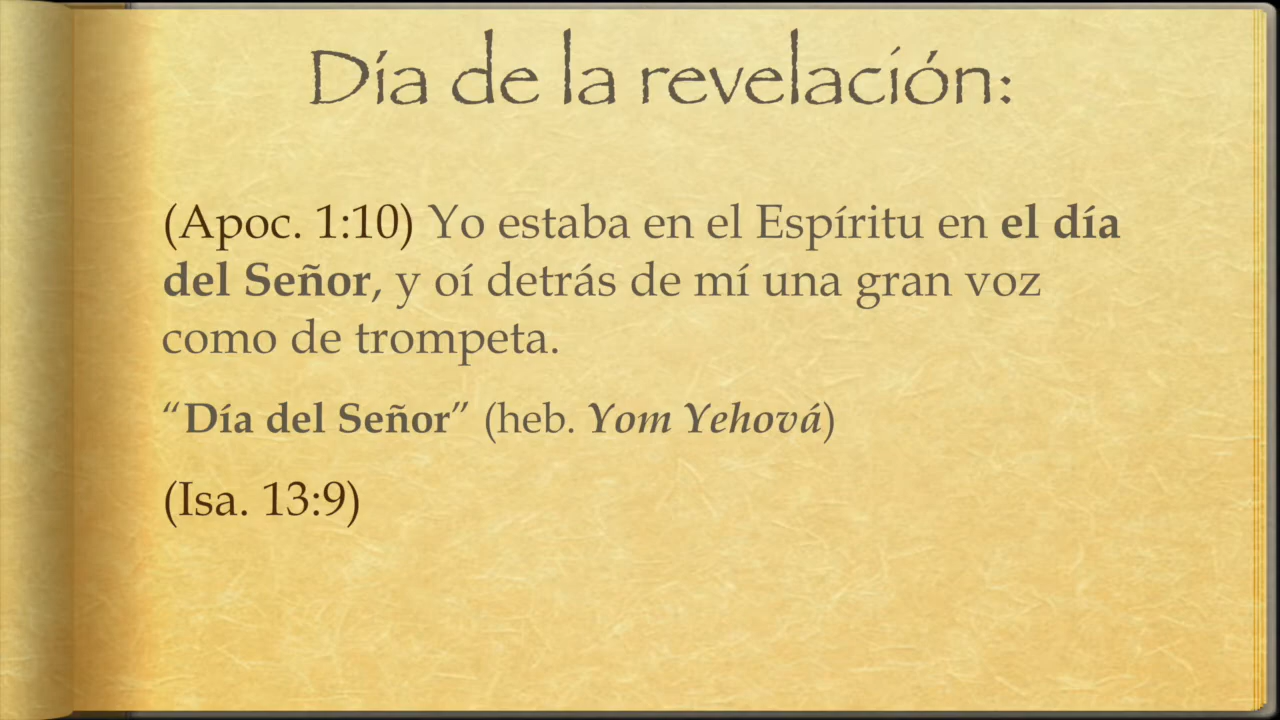 Día de la revelación:
(Apoc. 1:10) Yo estaba en el Espíritu en el día
del Señor, y oí detrás de mí una gran voz
como de trompeta.
“Día del Señor” (heb. Yom Yehová)
(Isa. 13:9)